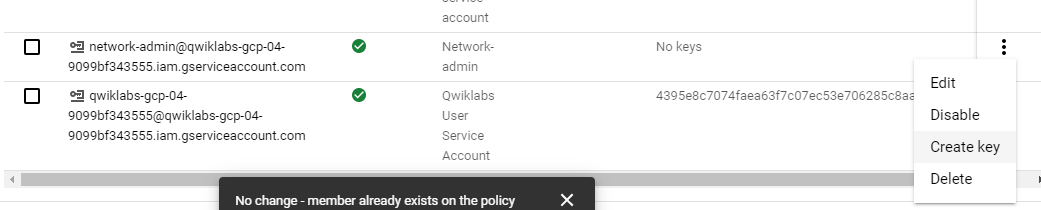 service
account
network-admin@qwiklabs-gcp-04- Network- No keys
9099bf343555.iam.gserviceaccount.com admin
Edit
qwiklabs-gcp-04- Qwiklabs 4395e8c7074faea63f7c07ec53e706285c8aa
9099bf343555@qwiklabs-gcp-04- User
Disable
9099bf343555.iam.gserviceaccount.com Service
Create key
Account
Delete
No change - member already exists on the policy